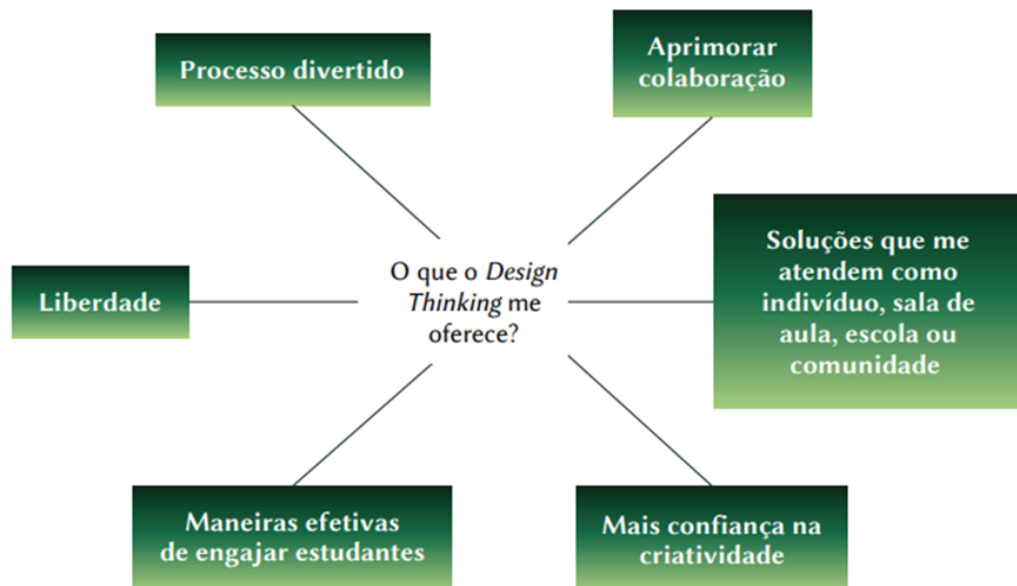 Processo divertido
Aprimorar
colaboração
O que o Design
Thinking me
oferece?
Liberdade
Soluções que me
atendem como
indivíduo, sala de
aula, escola ou
comunidade
Maneiras efetivas
de engajar estudantes
Mais confiança na
criatividade